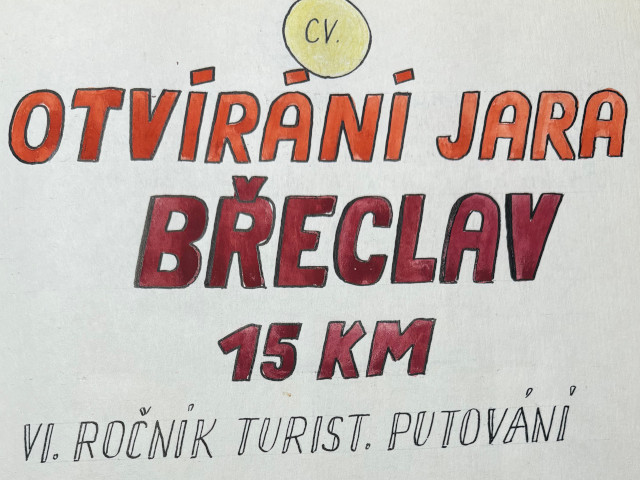 CV.
OTVÍRÁNÍ JARA
BŘECLAV
15 KM
VI. ROČNÍK TURIST. PUTOVÁNÍ